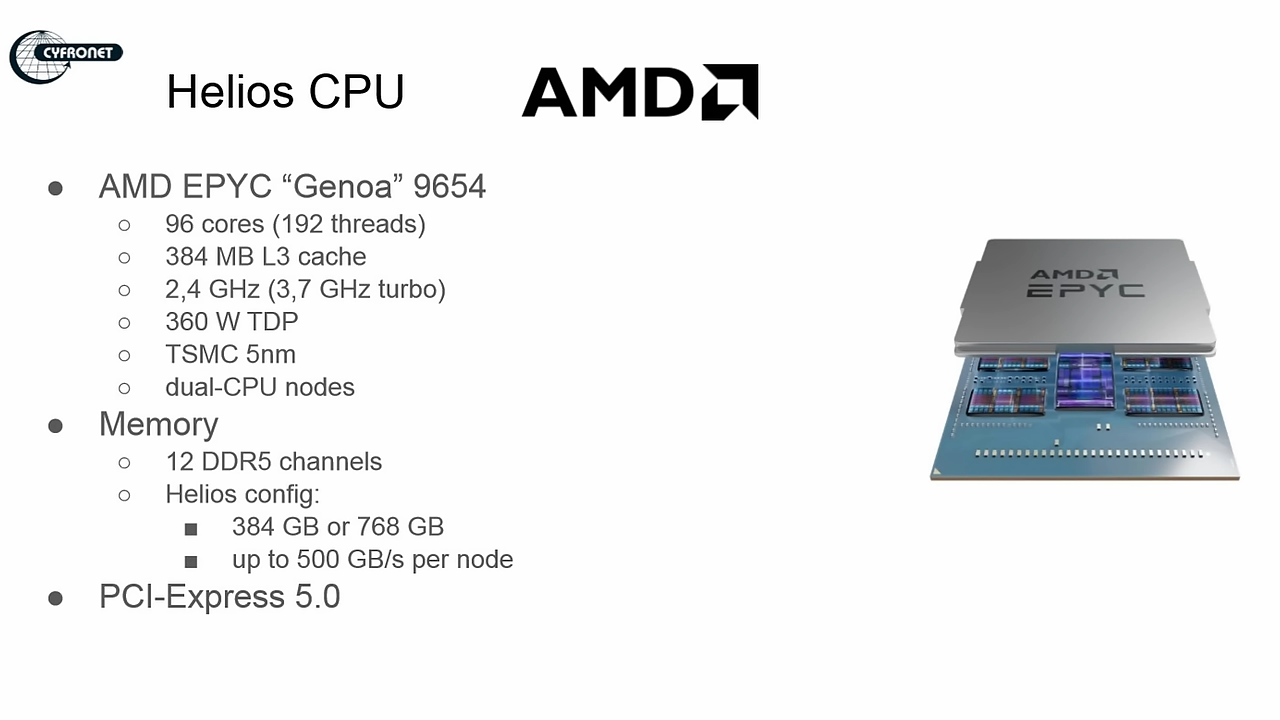 CYFRONET
Helios CPU
AMD
● AMD EPYC “Genoa” 9654
○ 96 cores (192 threads)
○ 384 MB L3 cache
○ 2,4 GHz (3,7 GHz turbo)
○ 360 W TDP
○ TSMC 5nm
○ dual-CPU nodes
● Memory
○ 12 DDR5 channels
○ Helios config:
■ 384 GB or 768 GB
■ up to 500 GB/s per node
● PCI-Express 5.0
AMD
EPYC